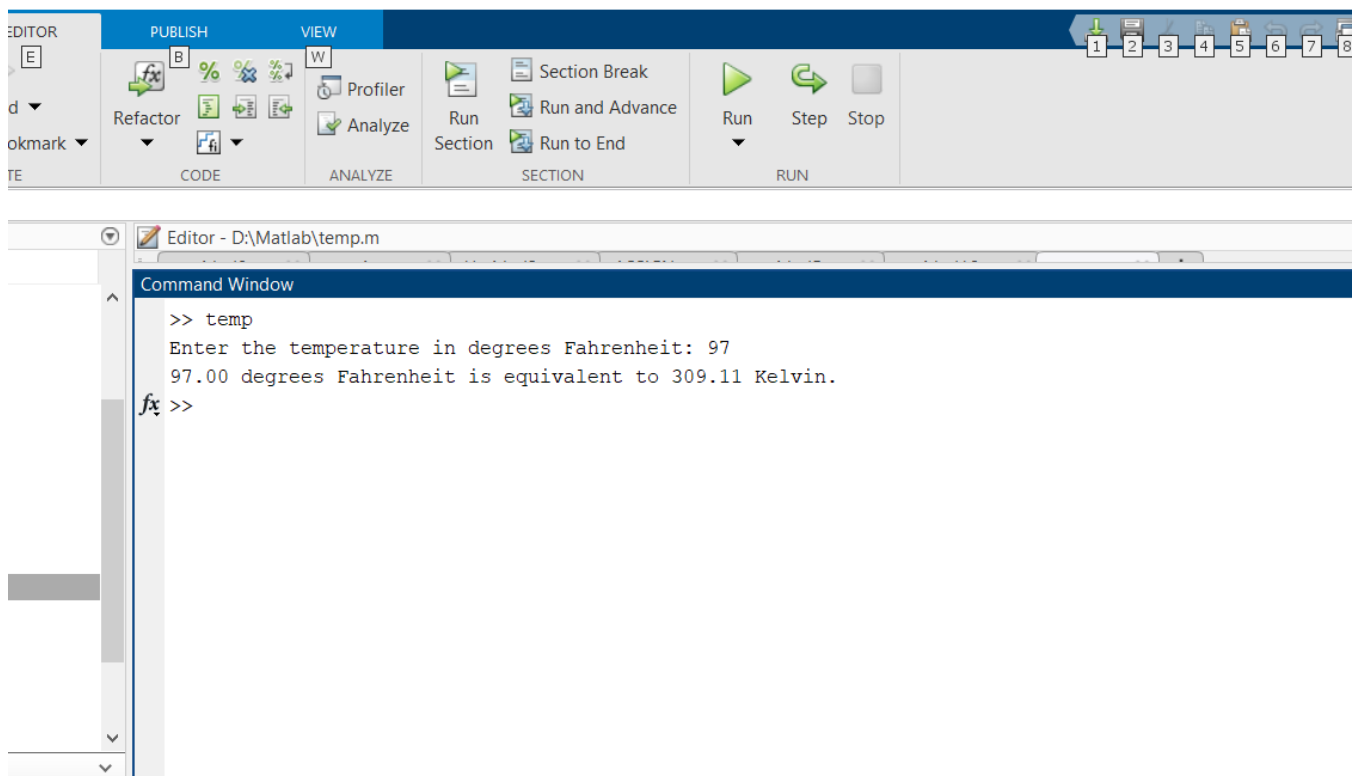 EDITOR PUBLISH VIEW
E B W 1 2 3 4 5 6 7 8
fx
Refactor
Profiler
Analyze
Run Section
Section Break
Run and Advance
Run to End
Run Step Stop
d
okmark
fi
TE CODE ANALYZE SECTION RUN
Editor - D:\Matlab\temp.m
Command Window
>> temp
Enter the temperature in degrees Fahrenheit: 97
97.00 degrees Fahrenheit is equivalent to 309.11 Kelvin.
fx >>